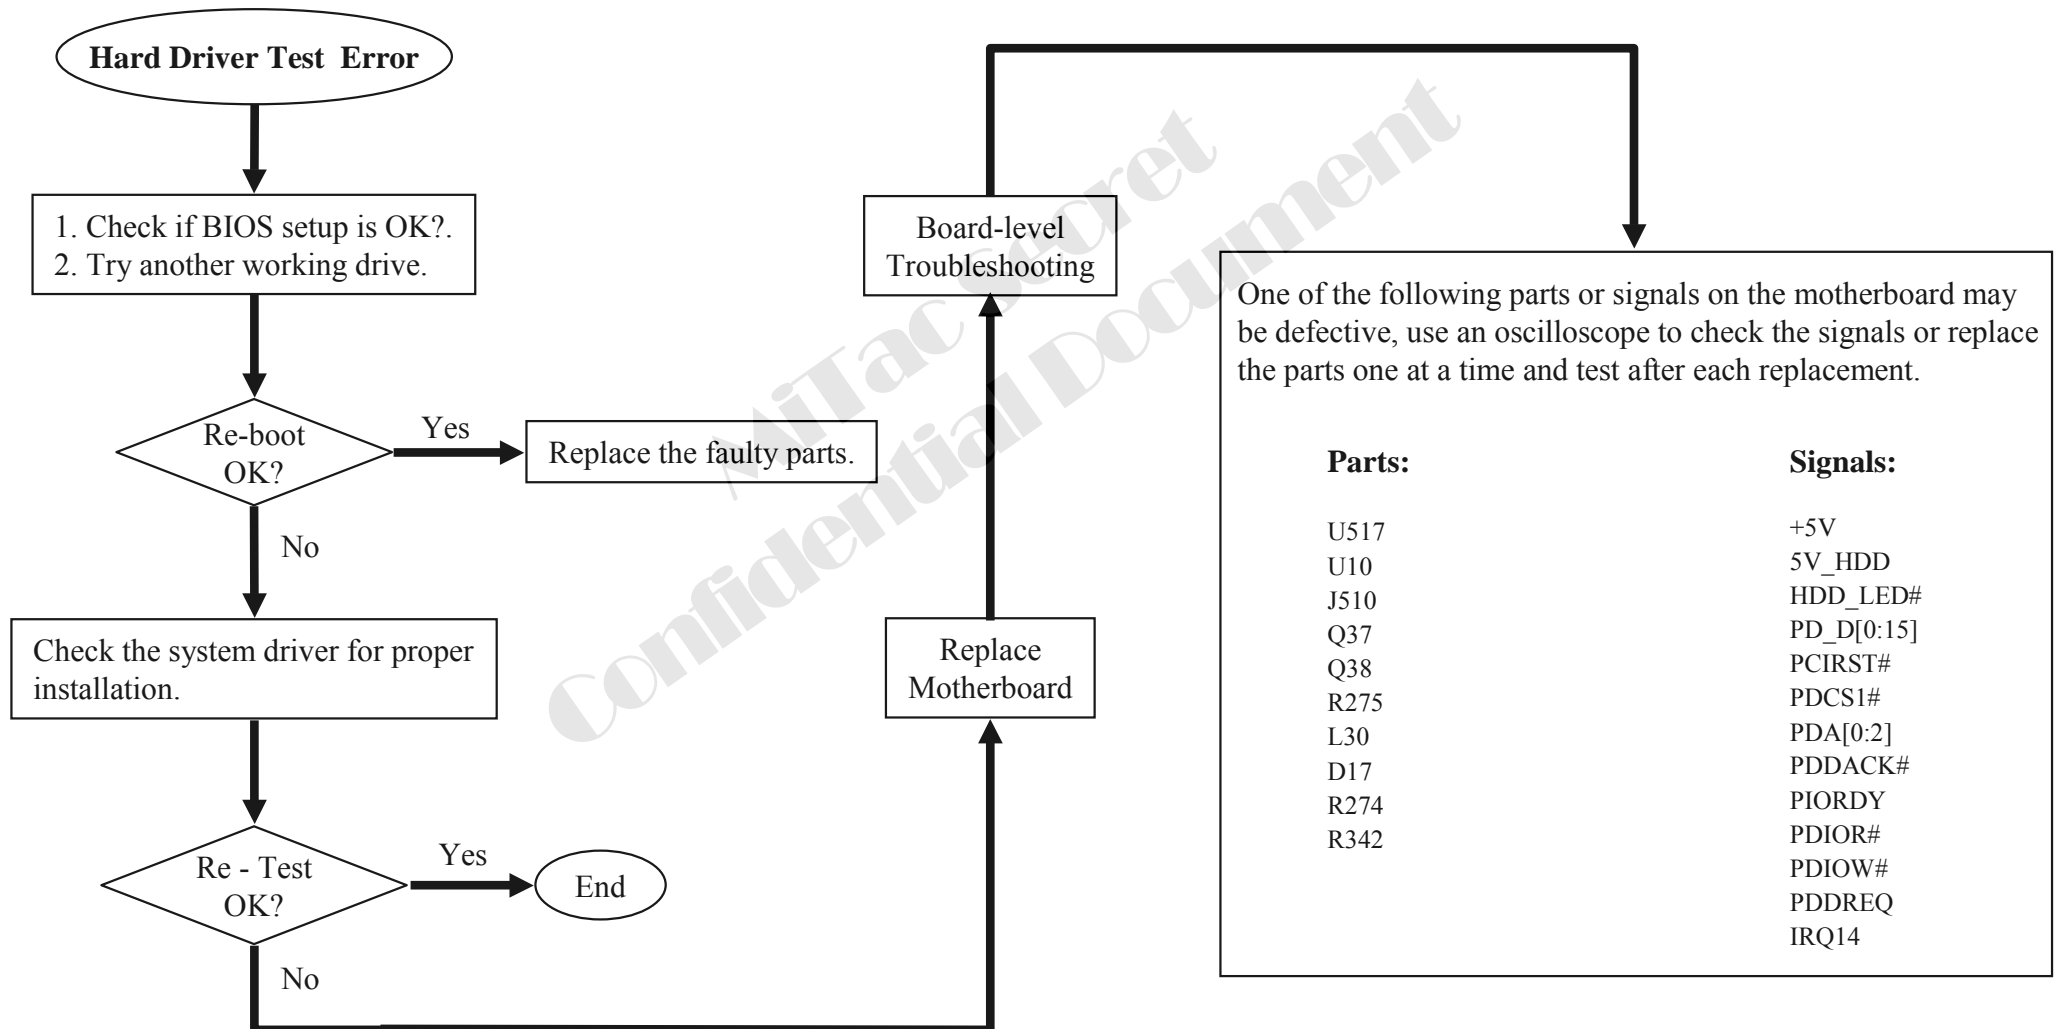 Hard Driver Test Error
1. Check if BIOS setup is OK?.
2. Try another working drive.
Re-boot
OK?
Yes
Replace the faulty parts.
No
Check the system driver for proper
installation.
Re - Test
OK?
Yes
End
No
Replace
Motherboard
Board-level
Troubleshooting
One of the following parts or signals on the motherboard may
be defective, use an oscilloscope to check the signals or replace
the parts one at a time and test after each replacement.
Parts:
U517
U10
J510
Q37
Q38
R275
L30
D17
R274
R342
Signals:
+5V
5V_HDD
HDD_LED#
PD_D[0:15]
PCIRST#
PDCS1#
PDA[0:2]
PDDACK#
PIORDY
PDIOR#
PDIOW#
PDDREQ
IRQ14
MiTac Secret
Confidential Document